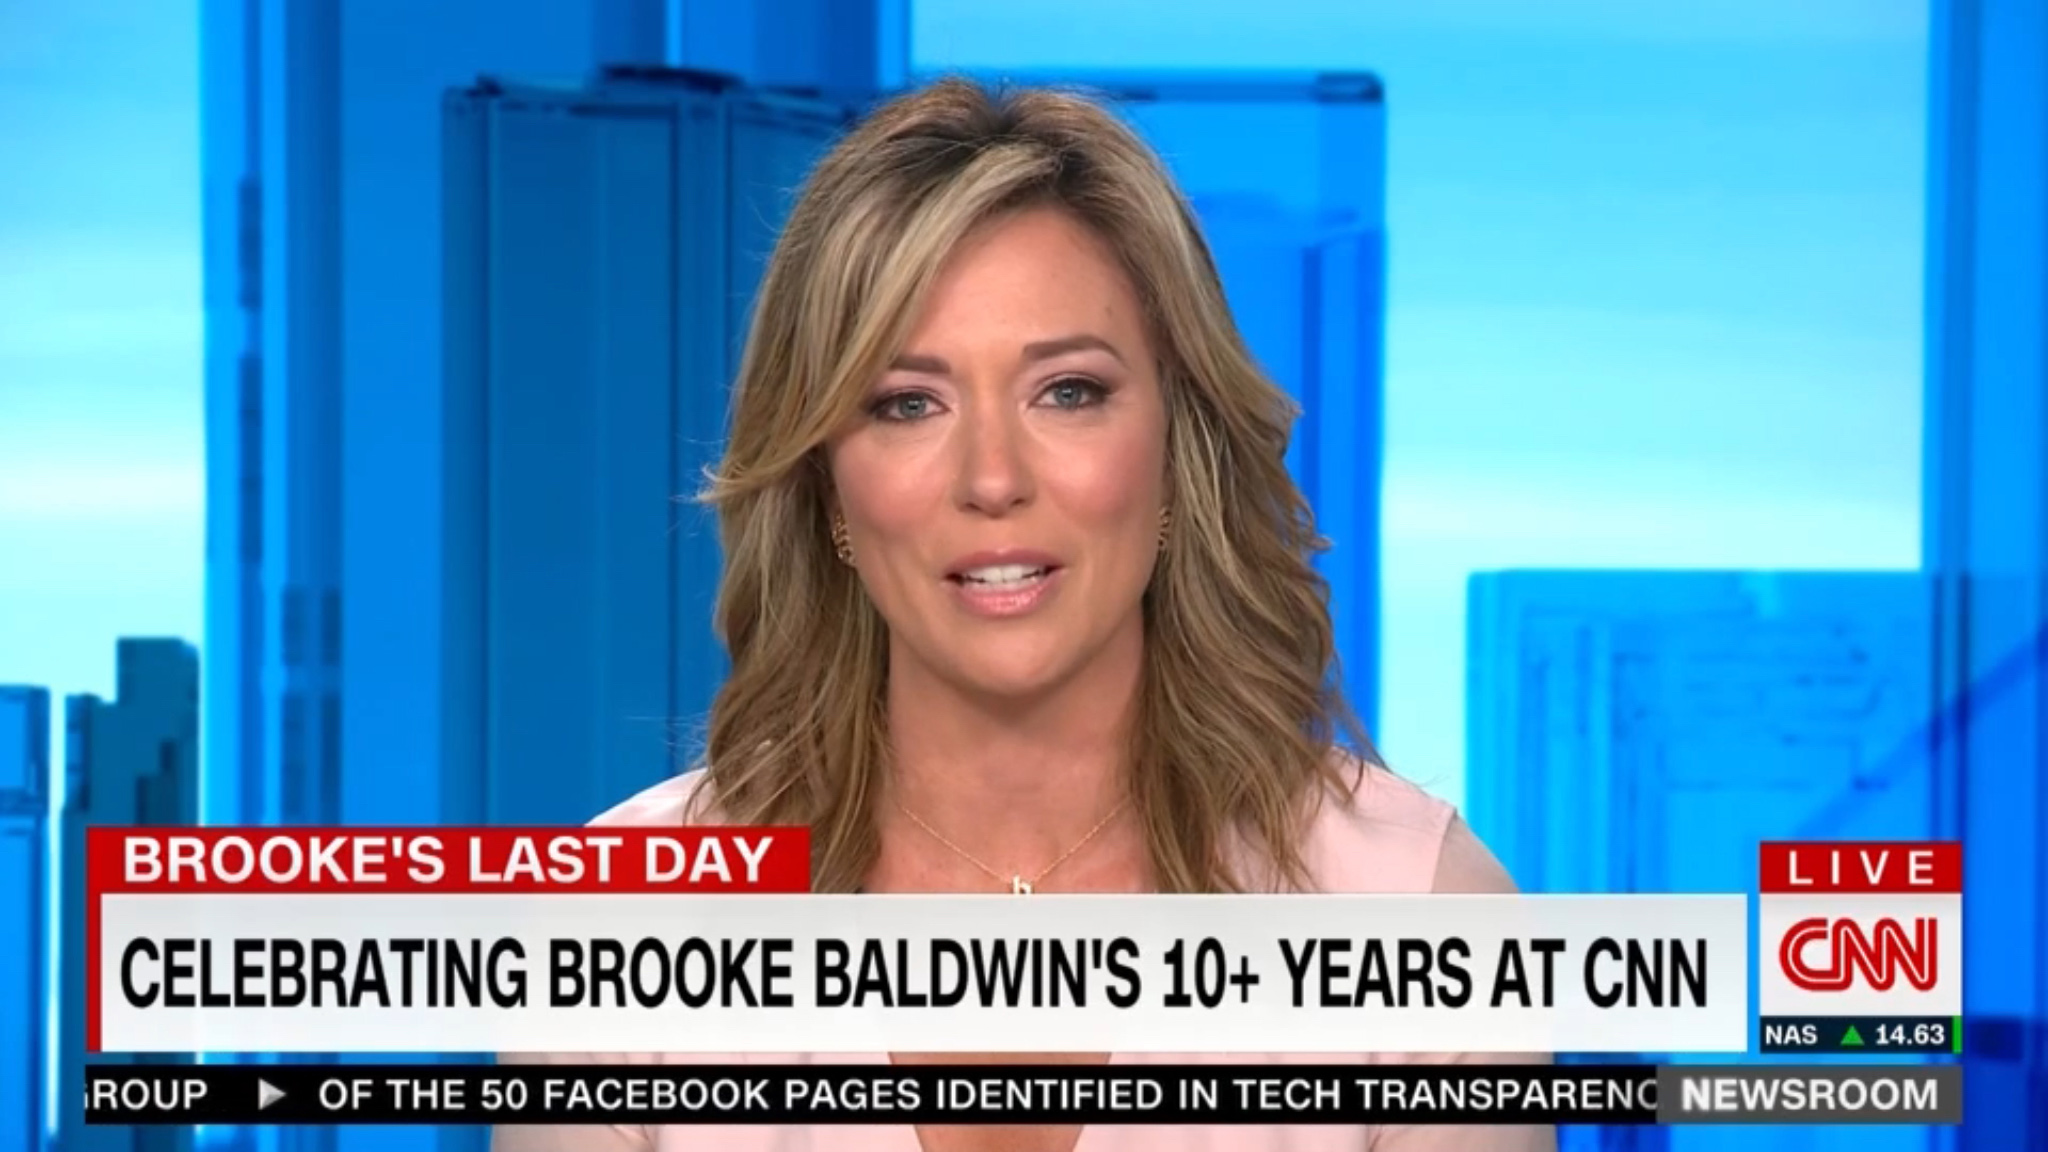 BROOKE'S LAST DAY
CELEBRATING BROOKE BALDWIN'S 10+ YEARS AT CNN
LIVE
CNN
NAS ▲ 14.63
ROUP ▶ OF THE 50 FACEBOOK PAGES IDENTIFIED IN TECH TRANSPARENC
NEWSROOM